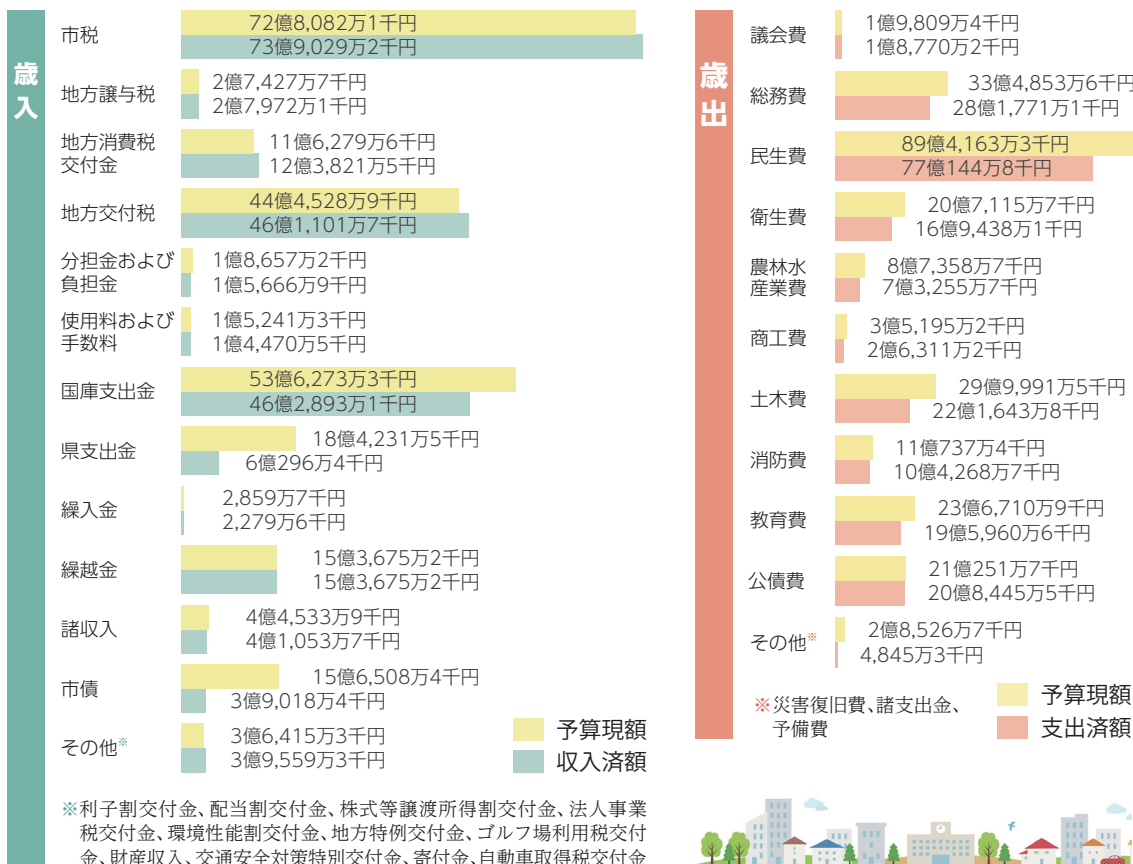 歳入
市税
72億8,082万1千円
73億9,029万2千円
地方譲与税
2億7,427万7千円
2億7,972万1千円
地方消費税
交付金
11億6,279万6千円
12億3,821万5千円
地方交付税
44億4,528万9千円
46億1,101万7千円
分担金および
負担金
1億8,657万2千円
1億5,666万9千円
使用料および
手数料
1億5,241万3千円
1億4,470万5千円
国庫支出金
53億6,273万3千円
46億2,893万1千円
県支出金
18億4,231万5千円
6億296万4千円
繰入金
2,859万7千円
2,279万6千円
繰越金
15億3,675万2千円
15億3,675万2千円
諸収入
4億4,533万9千円
4億1,053万7千円
市債
15億6,508万4千円
3億9,018万4千円
その他※
3億6,415万3千円
3億9,559万3千円
予算現額
収入済額
※利子割交付金、配当割交付金、株式等譲渡所得割交付金、法人事業
税交付金、環境性能割交付金、地方特例交付金、ゴルフ場利用税交付
金、財産収入、交通安全対策特別交付金、寄付金、自動車取得税交付金
歳出
議会費
1億9,809万4千円
1億8,770万2千円
総務費
33億4,853万6千円
28億1,771万1千円
民生費
89億4,163万3千円
77億144万8千円
衛生費
20億7,115万7千円
16億9,438万1千円
農林水
産業費
8億7,358万7千円
7億3,255万7千円
商工費
3億5,195万2千円
2億6,311万2千円
土木費
29億9,991万5千円
22億1,643万8千円
消防費
11億737万4千円
10億4,268万7千円
教育費
23億6,710万9千円
19億5,960万6千円
公債費
21億251万7千円
20億8,445万5千円
その他※
2億8,526万7千円
4,845万3千円
※災害復旧費、諸支出金、
予備費
予算現額
支出済額